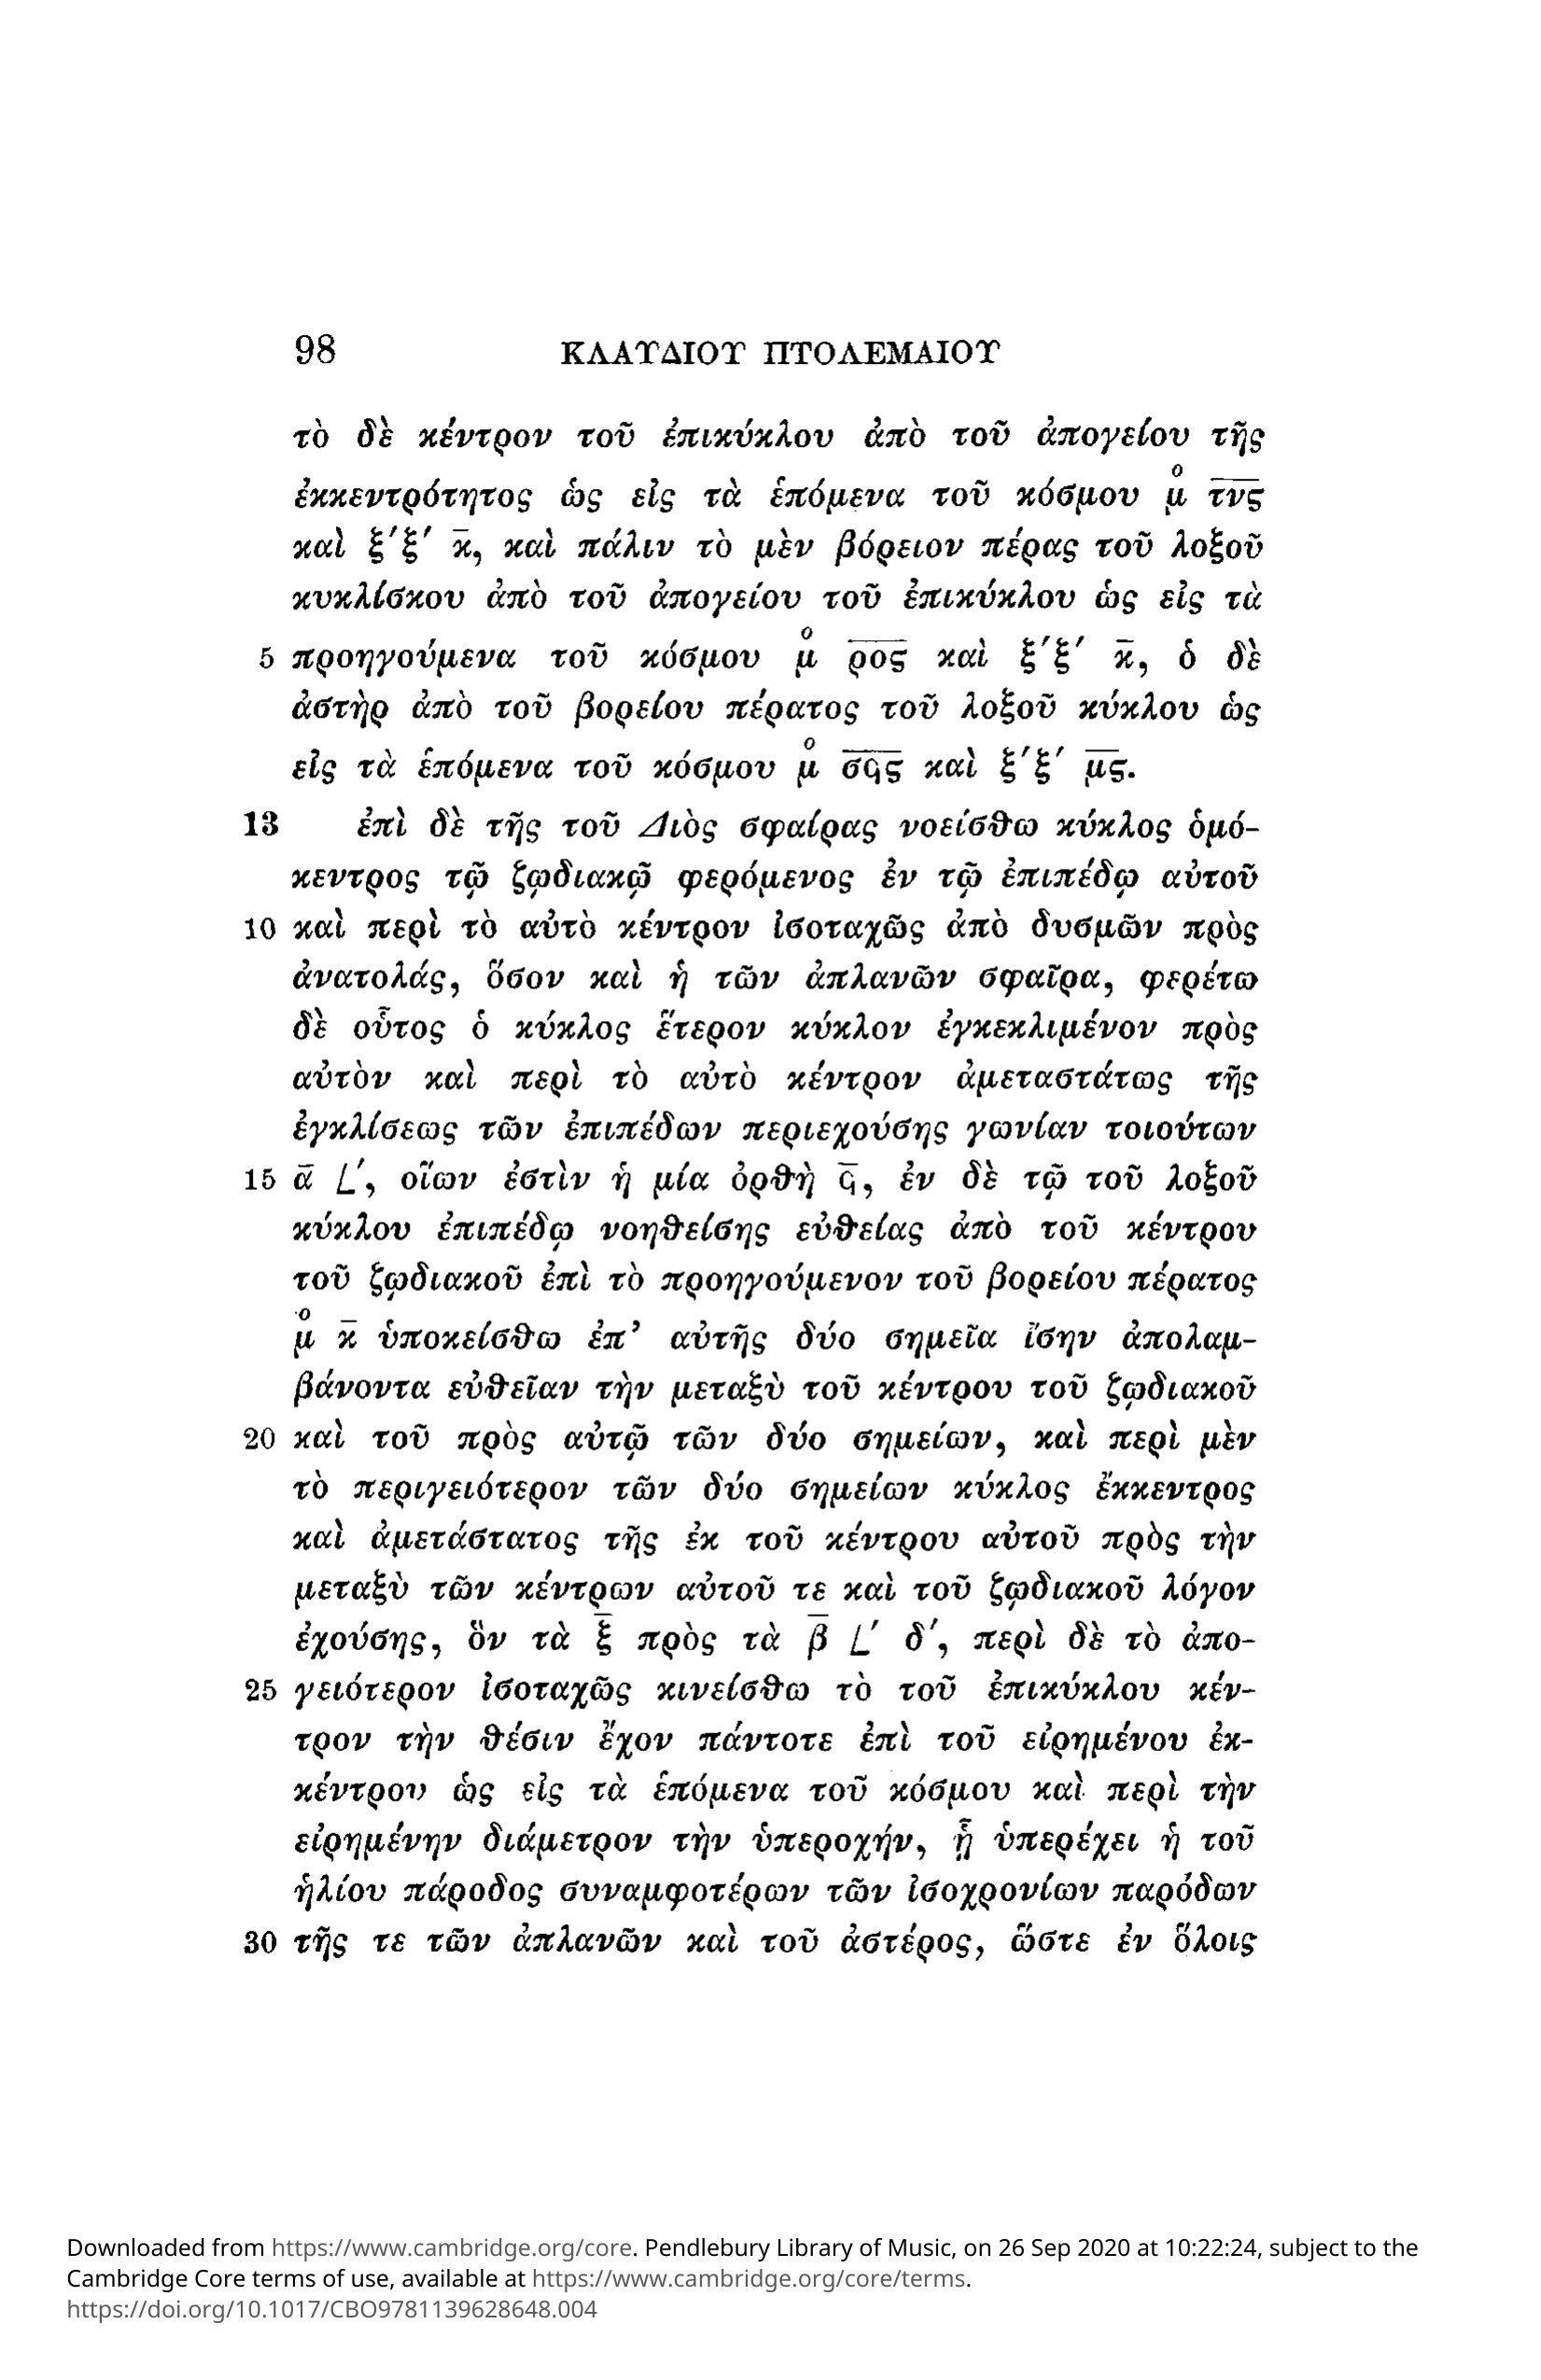 98 ΚΛΑΥΔΙΟΥ ΠΤΟΛΕΜΑΙΟΥ
τὸ δὲ κέντρον τοῦ ἐπικύκλου ἀπὸ τοῦ ἀπογείου τῆς
ἐκκεντρότητος ὡς εἰς τὰ ἑπόμενα τοῦ κόσμου μ̊ τ̅ν̅ϛ̅
καὶ ξ′ξ′ κ̅, καὶ πάλιν τὸ μὲν βόρειον πέρας τοῦ λοξοῦ
κυκλίσκου ἀπὸ τοῦ ἀπογείου τοῦ ἐπικύκλου ὡς εἰς τὰ
5 προηγούμενα τοῦ κόσμου μ̊ ρ̅ο̅ϛ̅ καὶ ξ′ξ′ κ̅, ὁ δὲ
ἀστὴρ ἀπὸ τοῦ βορείου πέρατος τοῦ λοξοῦ κύκλου ὡς
εἰς τὰ ἑπόμενα τοῦ κόσμου μ̊ σ̅ϟ̅ϛ̅ καὶ ξ′ξ′ μ̅ϛ̅.
13 ἐπὶ δὲ τῆς τοῦ Διὸς σφαίρας νοείσθω κύκλος ὁμό-
κεντρος τῷ ζῳδιακῷ φερόμενος ἐν τῷ ἐπιπέδῳ αὐτοῦ
10 καὶ περὶ τὸ αὐτὸ κέντρον ἰσοταχῶς ἀπὸ δυσμῶν πρὸς
ἀνατολάς, ὅσον καὶ ἡ τῶν ἀπλανῶν σφαῖρα, φερέτω
δὲ οὗτος ὁ κύκλος ἕτερον κύκλον ἐγκεκλιμένον πρὸς
αὐτὸν καὶ περὶ τὸ αὐτὸ κέντρον ἀμεταστάτως τῆς
ἐγκλίσεως τῶν ἐπιπέδων περιεχούσης γωνίαν τοιούτων
15 α̅ 𐅵′, οἵων ἐστὶν ἡ μία ὀρθὴ ϟ̅, ἐν δὲ τῷ τοῦ λοξοῦ
κύκλου ἐπιπέδῳ νοηθείσης εὐθείας ἀπὸ τοῦ κέντρου
τοῦ ζῳδιακοῦ ἐπὶ τὸ προηγούμενον τοῦ βορείου πέρατος
μ̊ κ̅ ὑποκείσθω ἐπ’ αὐτῆς δύο σημεῖα ἴσην ἀπολαμ-
βάνοντα εὐθεῖαν τὴν μεταξὺ τοῦ κέντρου τοῦ ζῳδιακοῦ
20 καὶ τοῦ πρὸς αὐτῷ τῶν δύο σημείων, καὶ περὶ μὲν
τὸ περιγειότερον τῶν δύο σημείων κύκλος ἔκκεντρος
καὶ ἀμετάστατος τῆς ἐκ τοῦ κέντρου αὐτοῦ πρὸς τὴν
μεταξὺ τῶν κέντρων αὐτοῦ τε καὶ τοῦ ζῳδιακοῦ λόγον
ἐχούσης, ὃν τὰ ξ̅ πρὸς τὰ β̅ 𐅵′ δ′, περὶ δὲ τὸ ἀπο-
25 γειότερον ἰσοταχῶς κινείσθω τὸ τοῦ ἐπικύκλου κέν-
τρον τὴν θέσιν ἔχον πάντοτε ἐπὶ τοῦ εἰρημένου ἐκ-
κέντρου ὡς εἰς τὰ ἑπόμενα τοῦ κόσμου καὶ περὶ τὴν
εἰρημένην διάμετρον τὴν ὑπεροχήν, ᾗ ὑπερέχει ἡ τοῦ
ἡλίου πάροδος συναμφοτέρων τῶν ἰσοχρονίων παρόδων
30 τῆς τε τῶν ἀπλανῶν καὶ τοῦ ἀστέρος, ὥστε ἐν ὅλοις
Downloaded from https://www.cambridge.org/core. Pendlebury Library of Music, on 26 Sep 2020 at 10:22:24, subject to the
Cambridge Core terms of use, available at https://www.cambridge.org/core/terms.
https://doi.org/10.1017/CBO9781139628648.004